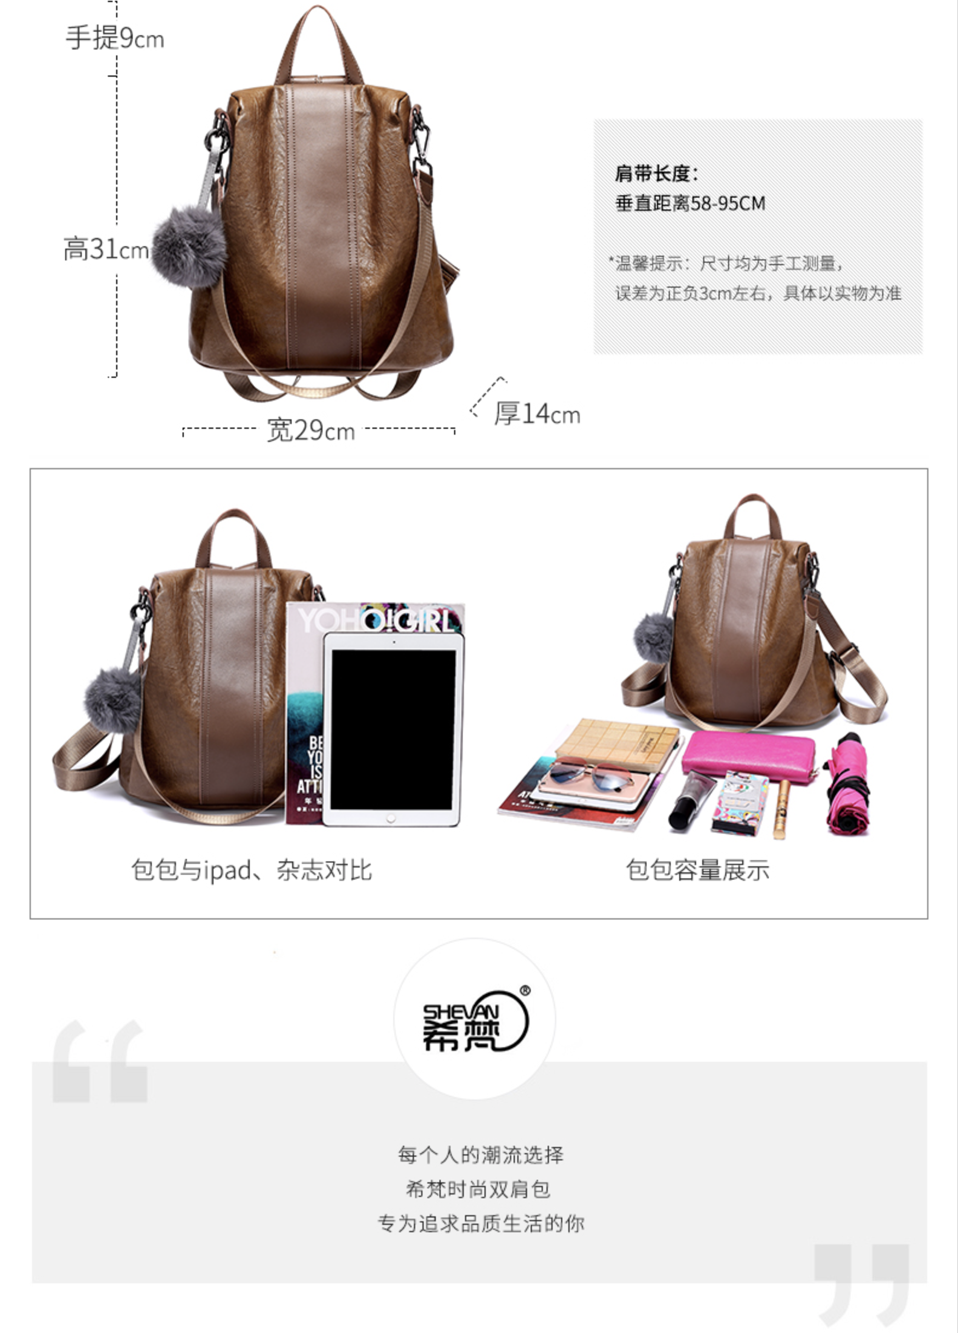 手提9cm
高31cm
宽29cm
厚14cm
肩带长度：
垂直距离58-95CM
*温馨提示：尺寸均为手工测量，
误差为正负3cm左右，具体以实物为准
YOHO!GIRL
包包与ipad、杂志对比
包包容量展示
SHEVAN®
希梵
每个人的潮流选择
希梵时尚双肩包
专为追求品质生活的你